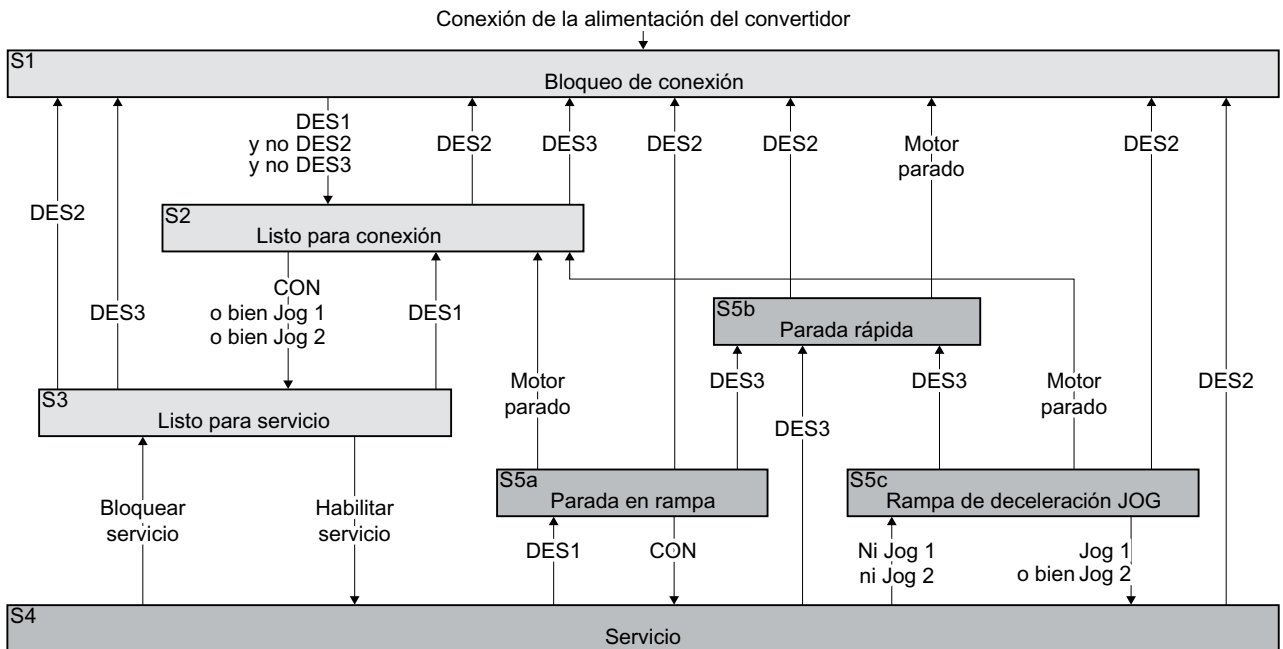 Conexión de la alimentación del convertidor
S1
Bloqueo de conexión
DES1
y no DES2
y no DES3
DES2
DES3
DES2
DES2
Motor
parado
DES2
DES2
S2
Listo para conexión
DES3
CON
o bien Jog 1
o bien Jog 2
DES1
S5b
Parada rápida
S3
Listo para servicio
Motor
parado
DES3
DES3
DES3
Motor
parado
DES2
S5a
Parada en rampa
S5c
Rampa de deceleración JOG
Bloquear
servicio
Habilitar
servicio
DES1
CON
Ni Jog 1
ni Jog 2
Jog 1
o bien Jog 2
S4
Servicio